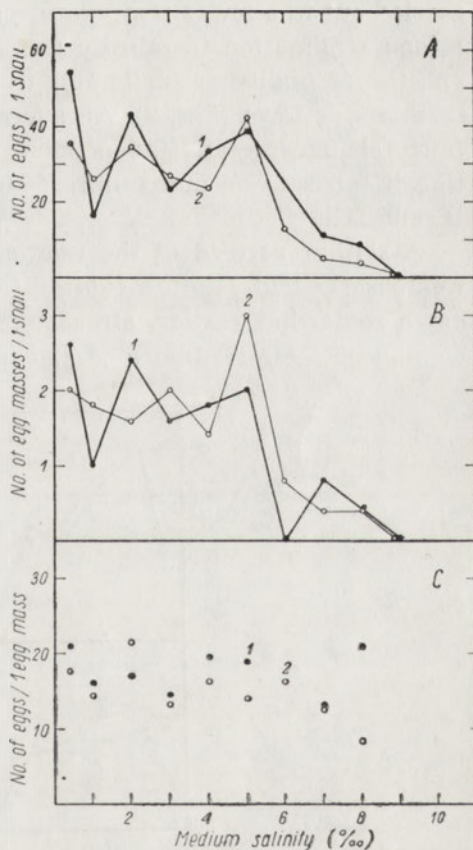 A
No. of eggs / 1 snail
60
40
20
1
2
B
No. of egg masses / 1 snail
3
2
1
1
2
C
No. of eggs / 1 egg mass
30
20
10
1
2
0 2 4 6 8 10
Medium salinity (‰)